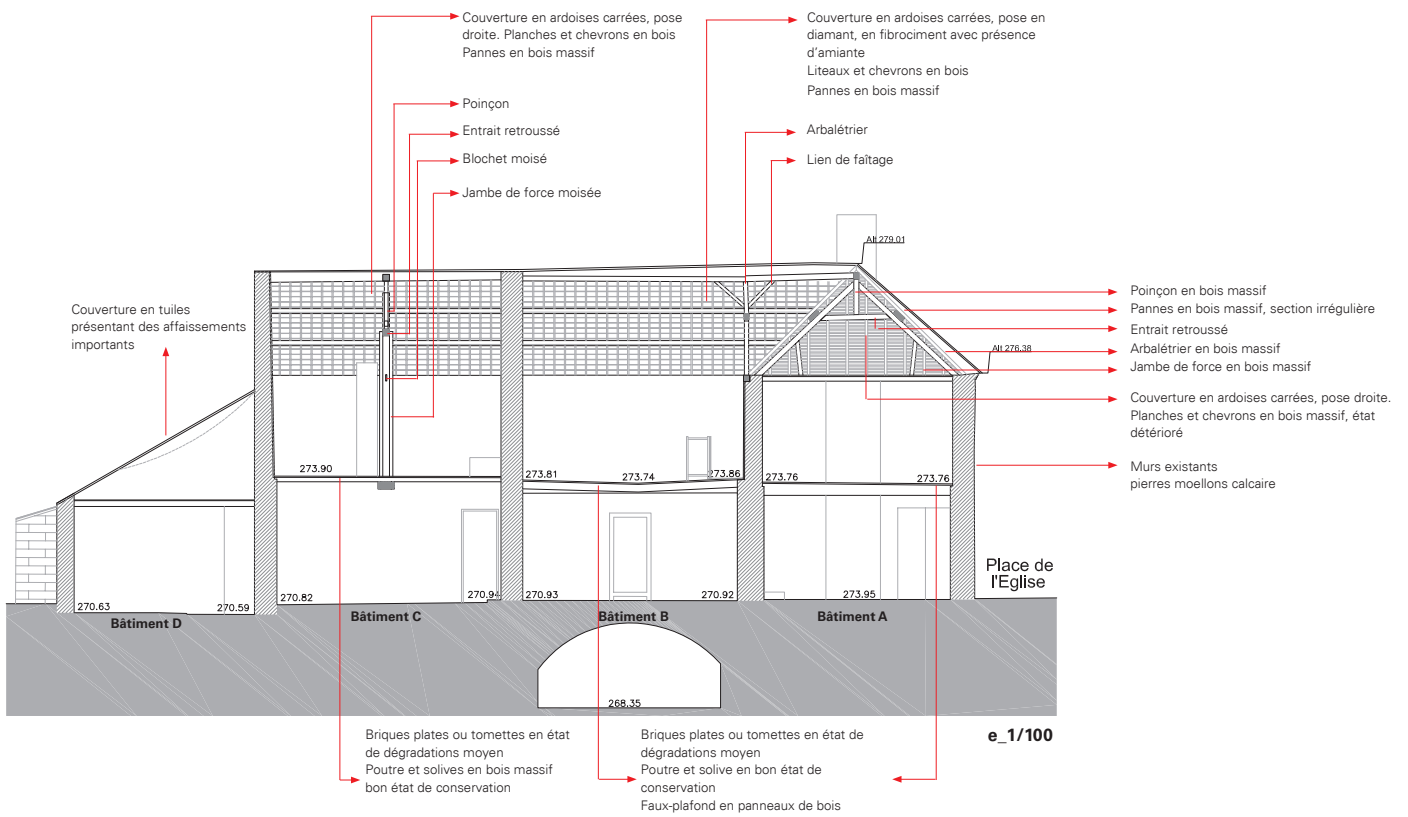 Couverture en ardoises carrées, pose
droite. Planches et chevrons en bois
Pannes en bois massif
Couverture en ardoises carrées, pose en
diamant, en fibrociment avec présence
d'amiante
Liteaux et chevrons en bois
Pannes en bois massif
Poinçon
Entrait retroussé
Blochet moisé
Jambe de force moisée
Arbalétrier
Lien de faîtage
Alt 279.01
Couverture en tuiles
présentant des affaissements
importants
Poinçon en bois massif
Pannes en bois massif, section irrégulière
Entrait retroussé
Alt 276.38
Arbalétrier en bois massif
Jambe de force en bois massif
Couverture en ardoises carrées, pose droite.
Planches et chevrons en bois massif, état
détérioré
Murs existants
pierres moellons calcaire
273.90
273.81
273.74
273.86
273.76
273.76
Place de
l'Eglise
270.63
270.59
270.82
270.94
270.93
270.92
273.95
Bâtiment D
Bâtiment C
Bâtiment B
Bâtiment A
268.35
e_1/100
Briques plates ou tomettes en état
de dégradations moyen
Poutre et solives en bois massif
bon état de conservation
Briques plates ou tomettes en état de
dégradations moyen
Poutre et solive en bon état de
conservation
Faux-plafond en panneaux de bois